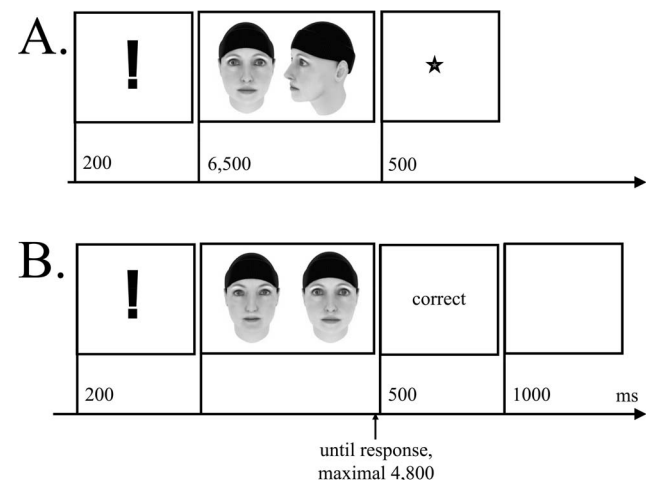 A.
!
200
6,500
500
B.
!
correct
200
500
1000
ms
until response,
maximal 4,800